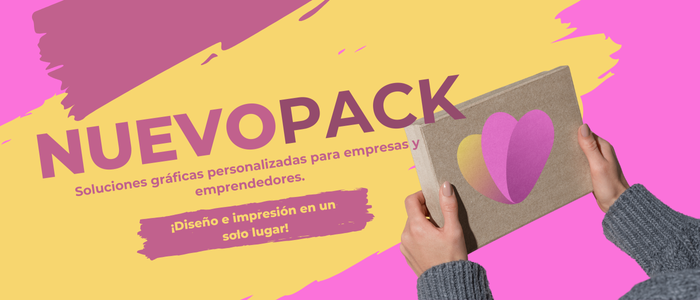 NUEVOPACK
Soluciones gráficas personalizadas para empresas y
emprendedores.
¡Diseño e impresión en un
solo lugar!